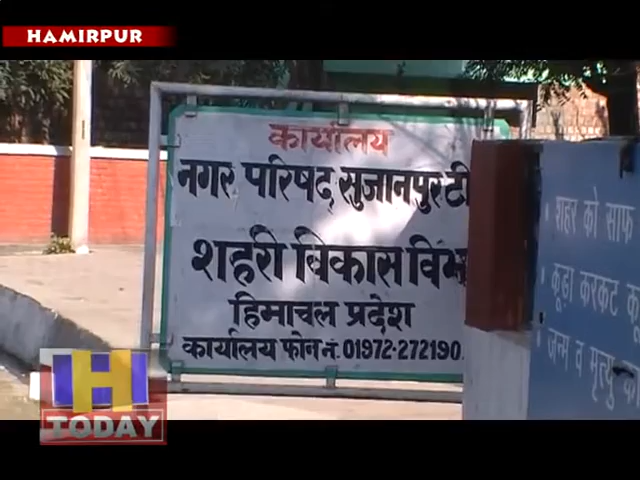 HAMIRPUR
कार्यालय
नगर परिषद् सुजानपुर टी
शहरी विकास
हिमाचल प्रदेश
कार्यालय फोन नं. 01972-272190
शहर को साफ
कूडा करकट
जन्म व मृत्यु
H
TODAY